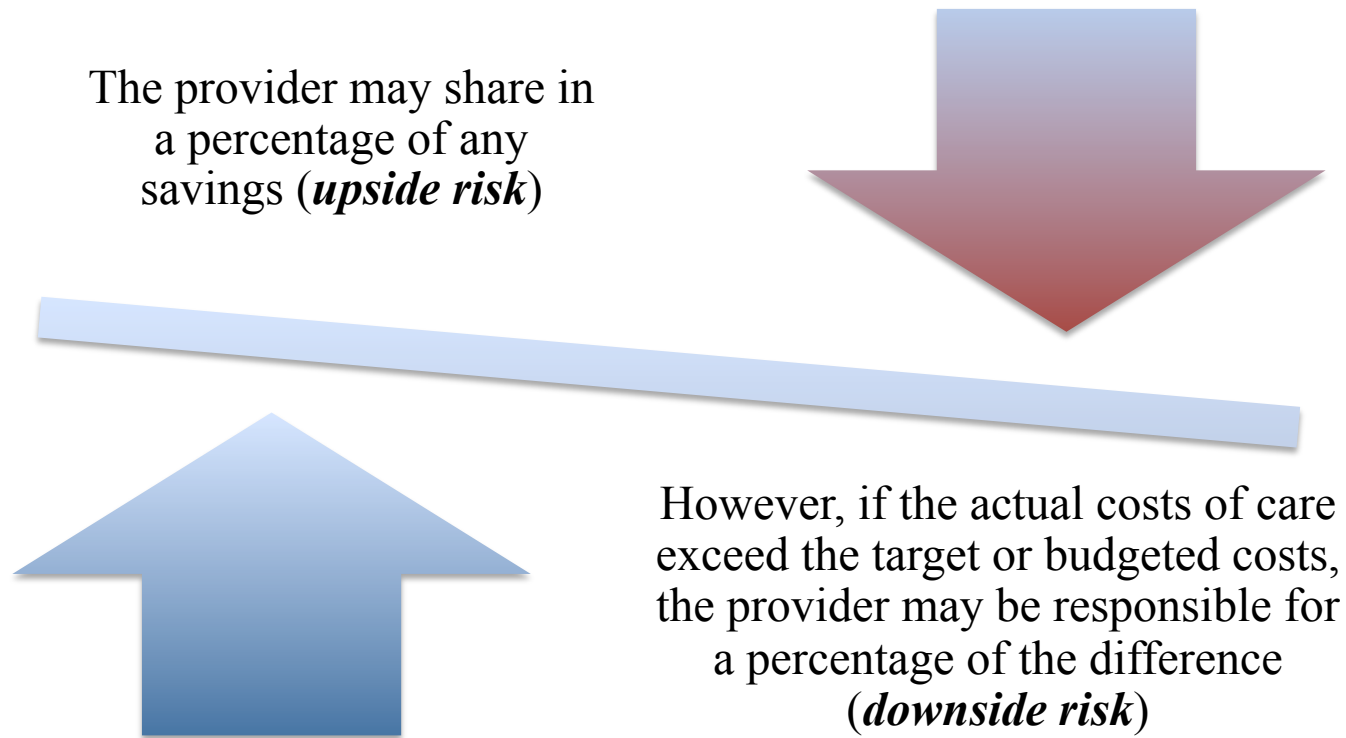 The provider may share in
a percentage of any
savings (upside risk)
However, if the actual costs of care
exceed the target or budgeted costs,
the provider may be responsible for
a percentage of the difference
(downside risk)